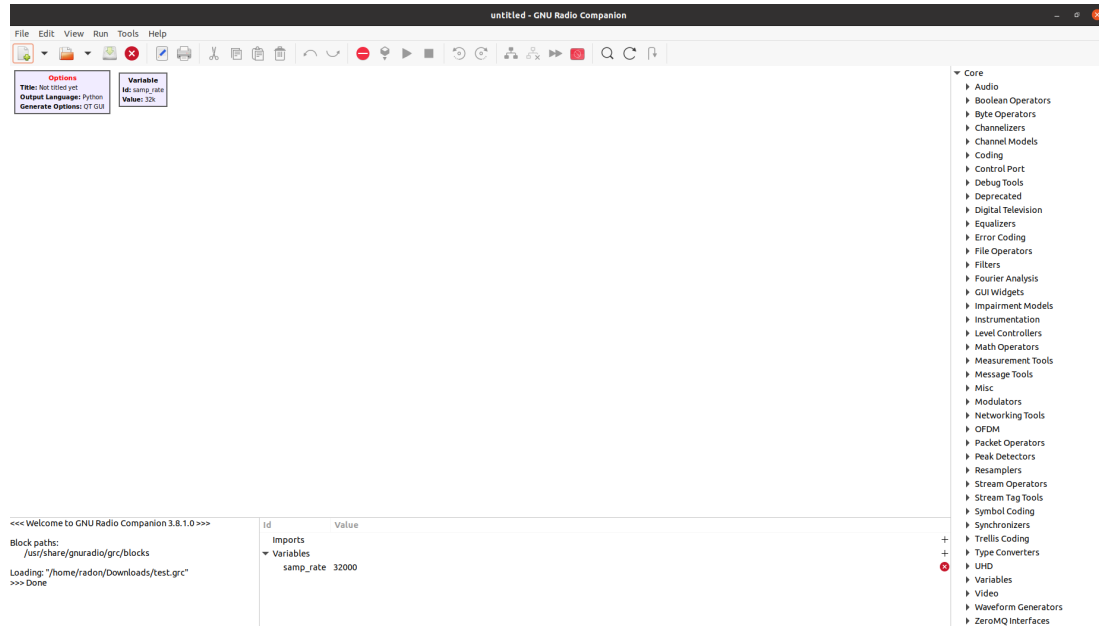 untitled - GNU Radio Companion
File Edit View Run Tools Help
Options
Title: Not titled yet
Output Language: Python
Generate Options: QT GUI
Variable
Id: samp_rate
Value: 32k
Core
Audio
Boolean Operators
Byte Operators
Channelizers
Channel Models
Coding
Control Port
Debug Tools
Deprecated
Digital Television
Equalizers
Error Coding
File Operators
Filters
Fourier Analysis
GUI Widgets
Impairment Models
Instrumentation
Level Controllers
Math Operators
Measurement Tools
Message Tools
Misc
Modulators
Networking Tools
OFDM
Packet Operators
Peak Detectors
Resamplers
Stream Operators
Stream Tag Tools
Symbol Coding
Synchronizers
Trellis Coding
Type Converters
UHD
Variables
Video
Waveform Generators
ZeroMQ Interfaces
<<< Welcome to GNU Radio Companion 3.8.1.0 >>>
Block paths:
/usr/share/gnuradio/grc/blocks
Loading: "/home/radon/Downloads/test.grc"
>>> Done
Id Value
Imports
Variables
samp_rate 32000